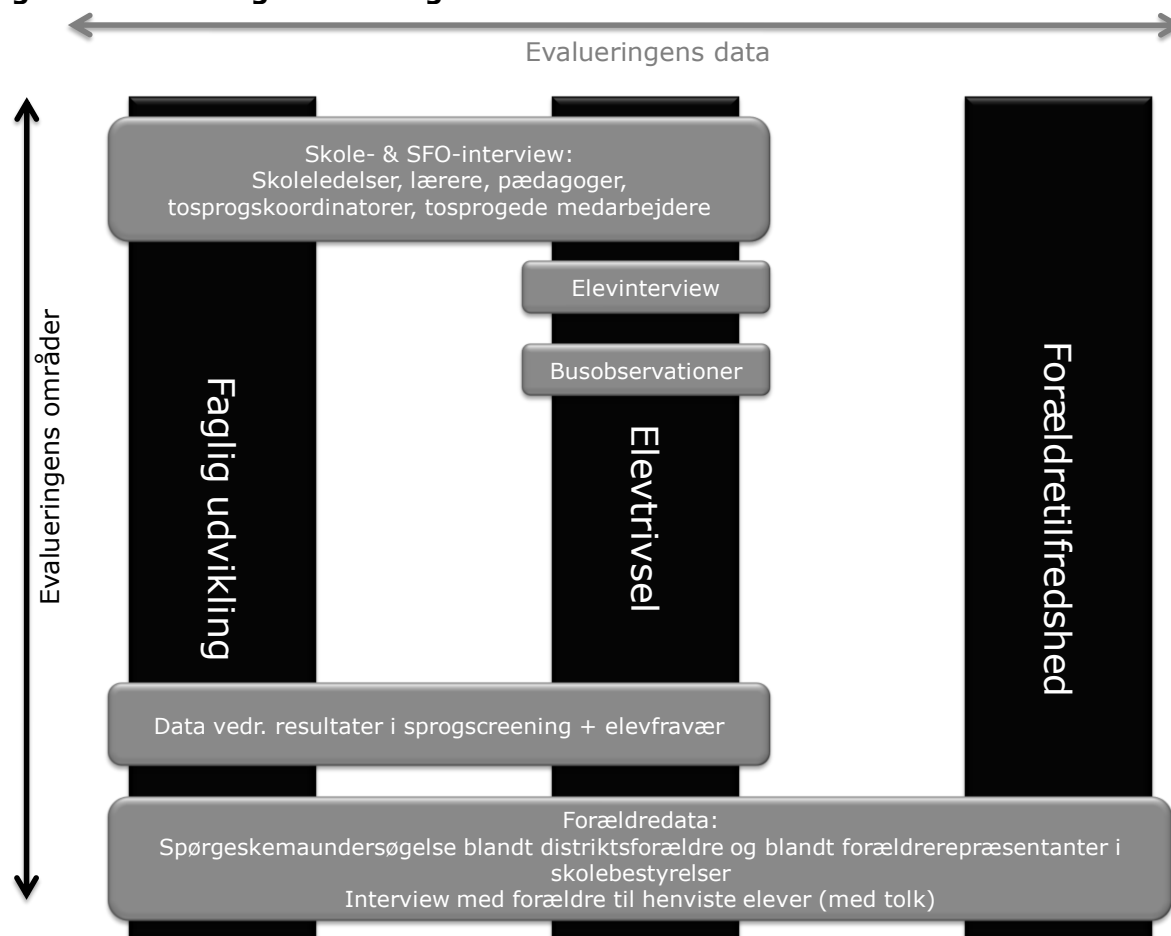 Evalueringens data
Evalueringens områder
Skole- & SFO-interview:
Skoleledelser, lærere, pædagoger,
tosprogskoordinatorer, tosprogede medarbejdere
Elevinterview
Busobservationer
Faglig udvikling
Elevtrivsel
Forældretilfredshed
Data vedr. resultater i sprogscreening + elevfravær
Forældredata:
Spørgeskemaundersøgelse blandt distriktsforældre og blandt forældrerepræsentanter i
skolebestyrelser
Interview med forældre til henviste elever (med tolk)